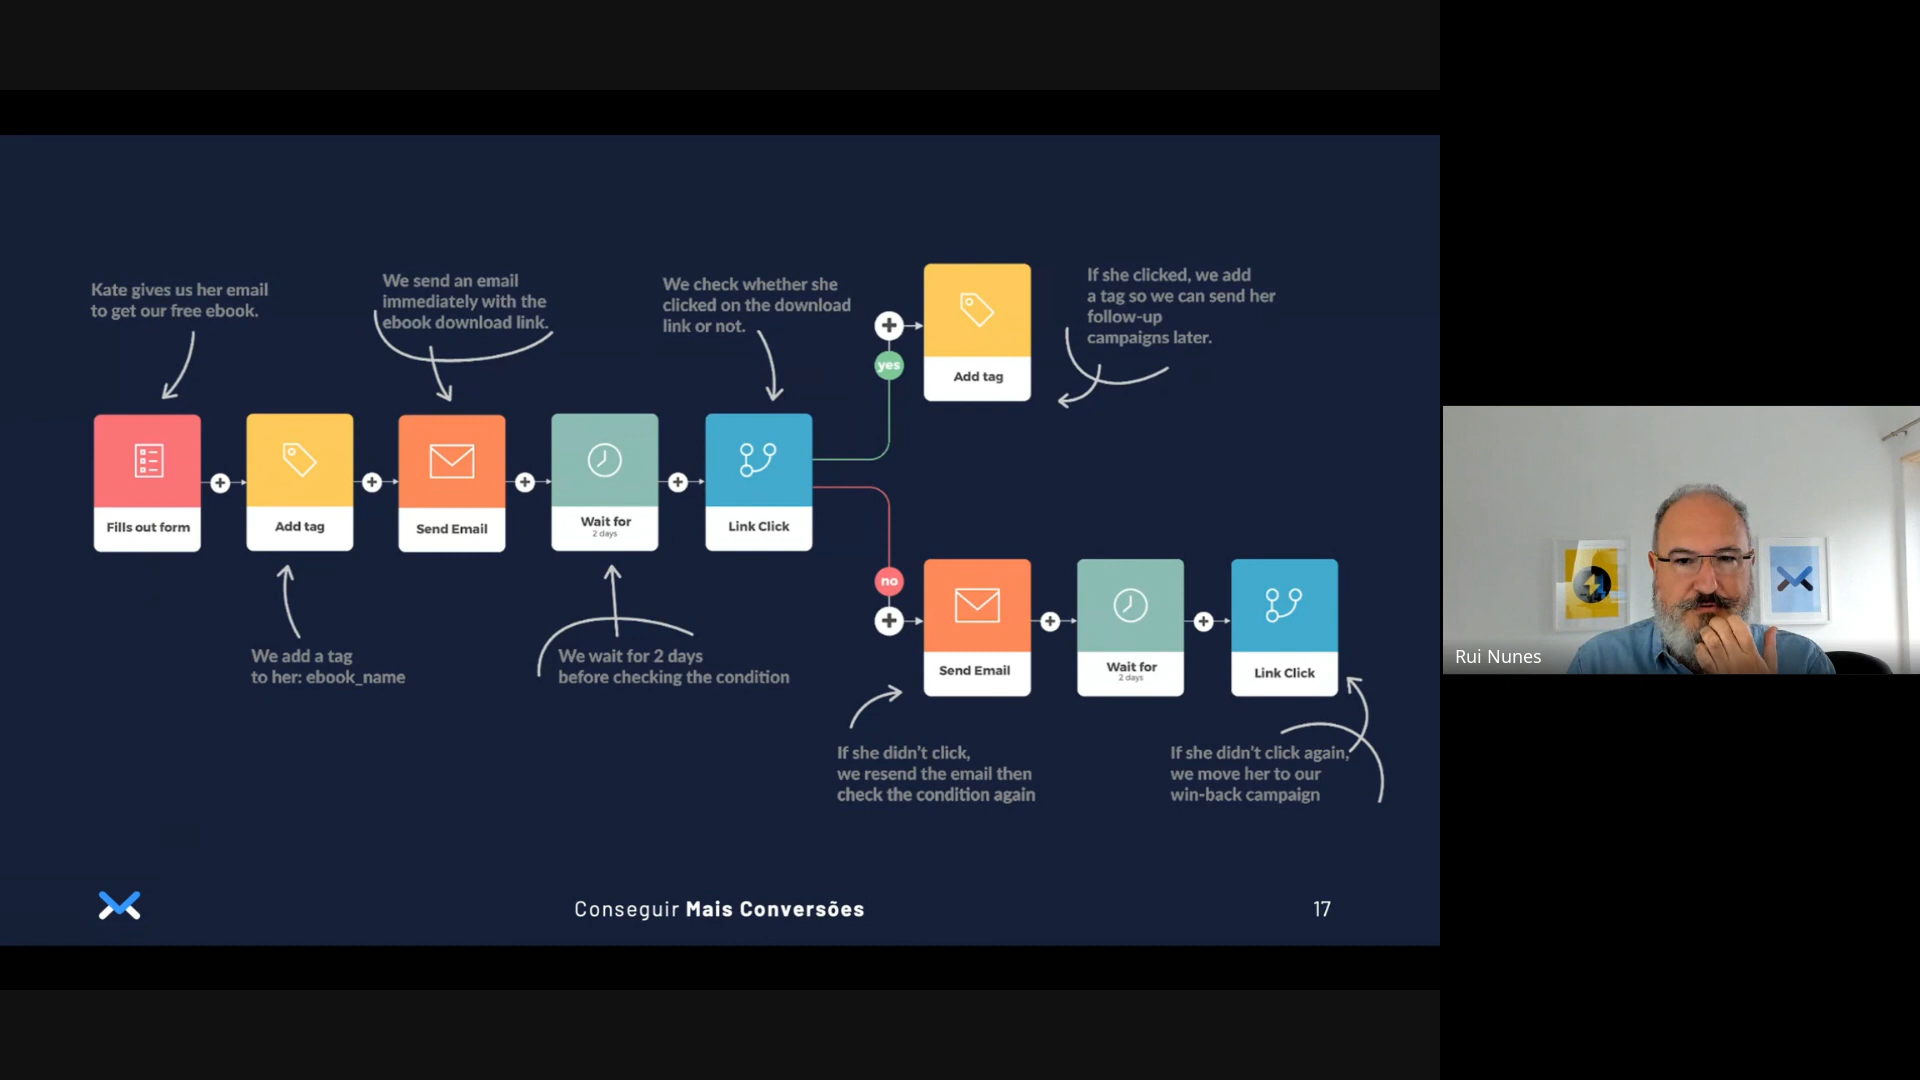 Kate gives us her email
to get our free ebook.
We send an email
immediately with the
ebook download link.
We check whether she
clicked on the download
link or not.
If she clicked, we add
a tag so we can send her
follow-up
campaigns later.
yes
Add tag
Fills out form
Add tag
Send Email
Wait for
2 days
Link Click
no
We add a tag
to her: ebook_name
We wait for 2 days
before checking the condition
Send Email
Wait for
2 days
Link Click
If she didn't click,
we resend the email then
check the condition again
If she didn't click again,
we move her to our
win-back campaign
Conseguir Mais Conversões
17
Rui Nunes